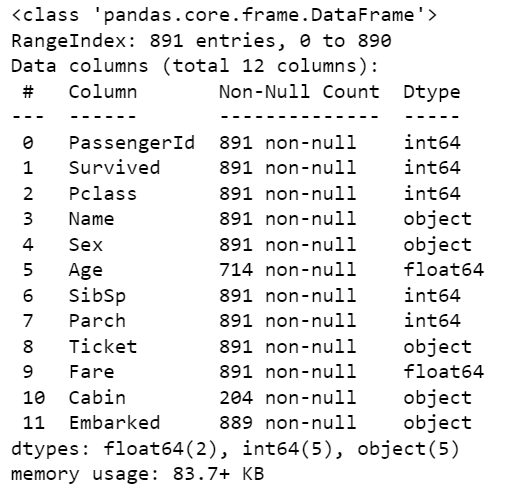 <class 'pandas.core.frame.DataFrame'>
RangeIndex: 891 entries, 0 to 890
Data columns (total 12 columns):
 #   Column       Non-Null Count  Dtype
---  ------       --------------  -----
 0   PassengerId  891 non-null    int64
 1   Survived     891 non-null    int64
 2   Pclass       891 non-null    int64
 3   Name         891 non-null    object
 4   Sex          891 non-null    object
 5   Age          714 non-null    float64
 6   SibSp        891 non-null    int64
 7   Parch        891 non-null    int64
 8   Ticket       891 non-null    object
 9   Fare         891 non-null    float64
 10  Cabin        204 non-null    object
 11  Embarked     889 non-null    object
dtypes: float64(2), int64(5), object(5)
memory usage: 83.7+ KB